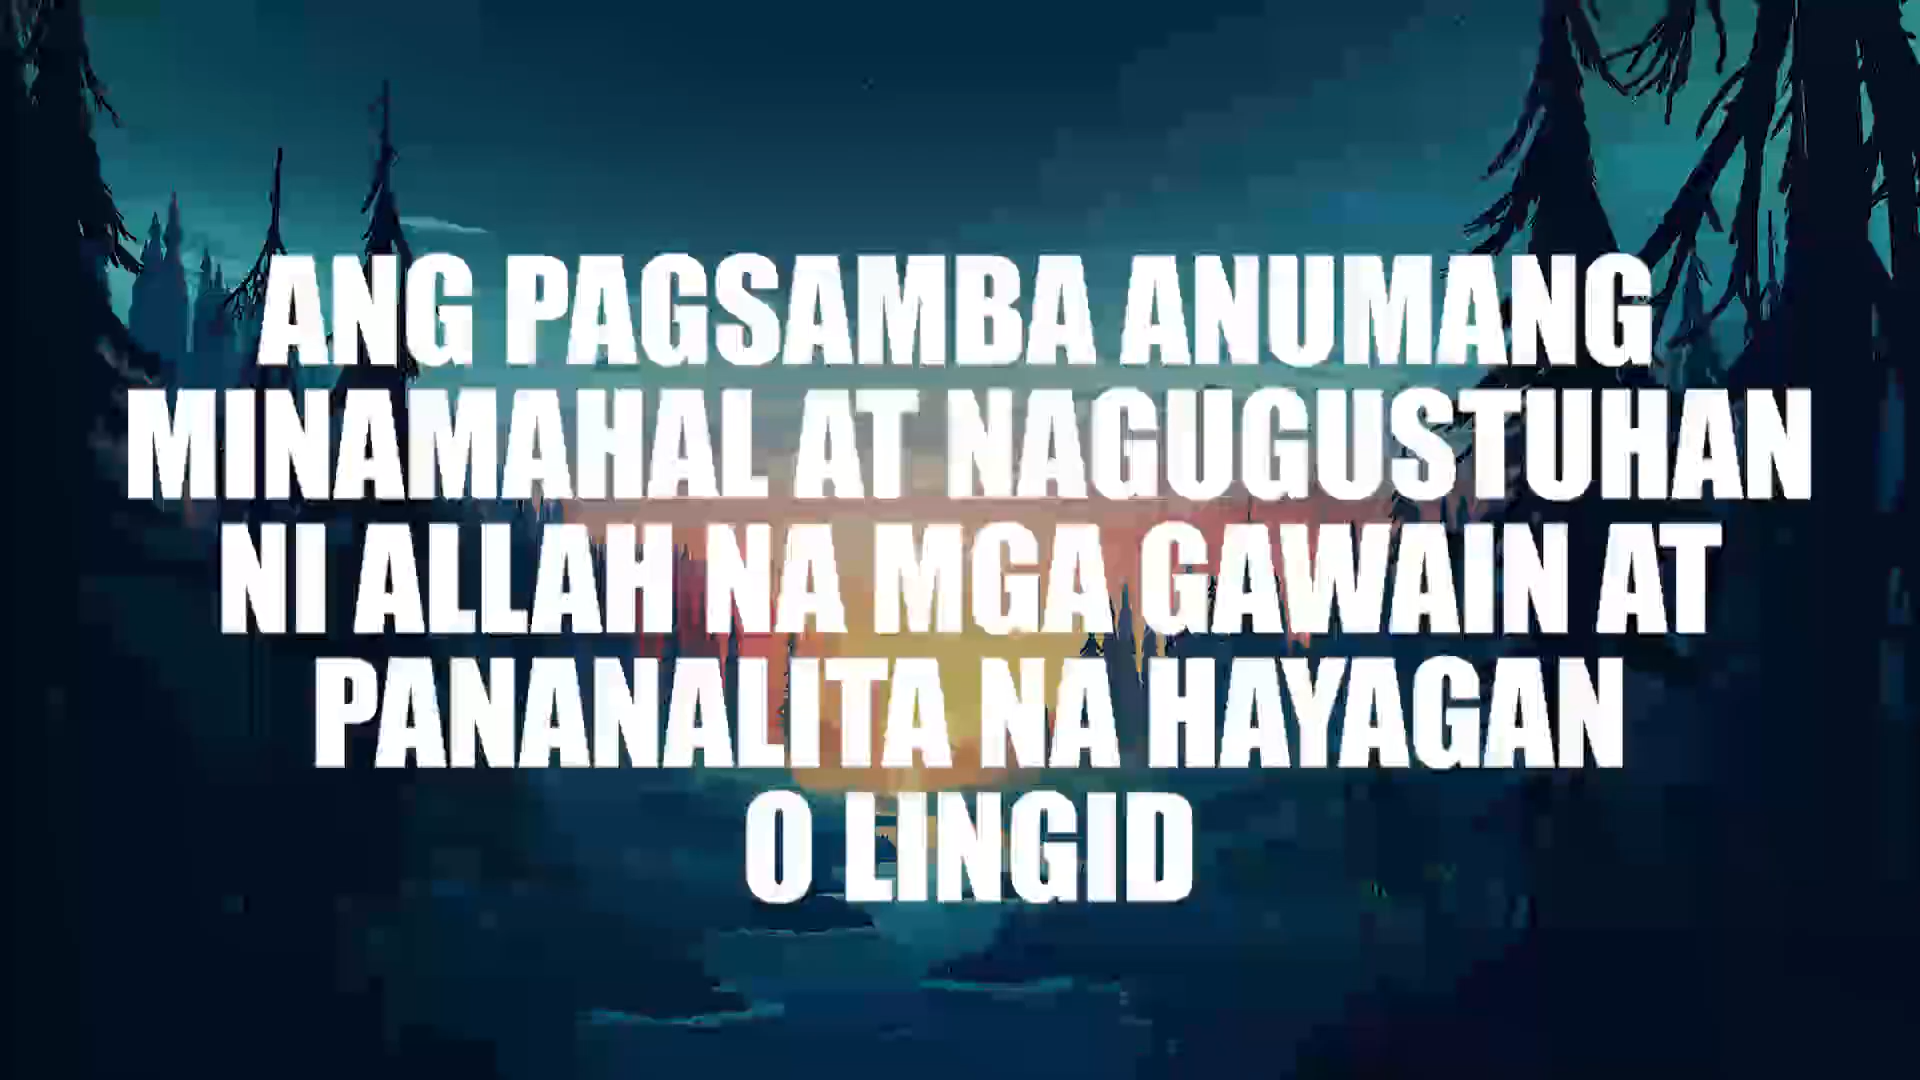 ANG PAGSAMBA ANUMANG
MINAMAHAL AT NAGUGUSTUHAN
NI ALLAH NA MGA GAWAIN AT
PANANALITA NA HAYAGAN
O LINGID